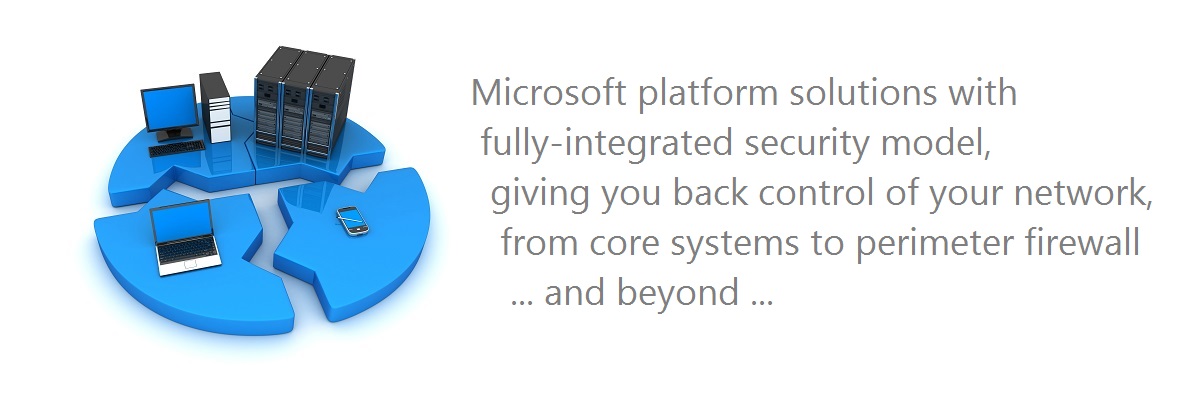 Microsoft platform solutions with
fully-integrated security model,
giving you back control of your network,
from core systems to perimeter firewall
... and beyond ...